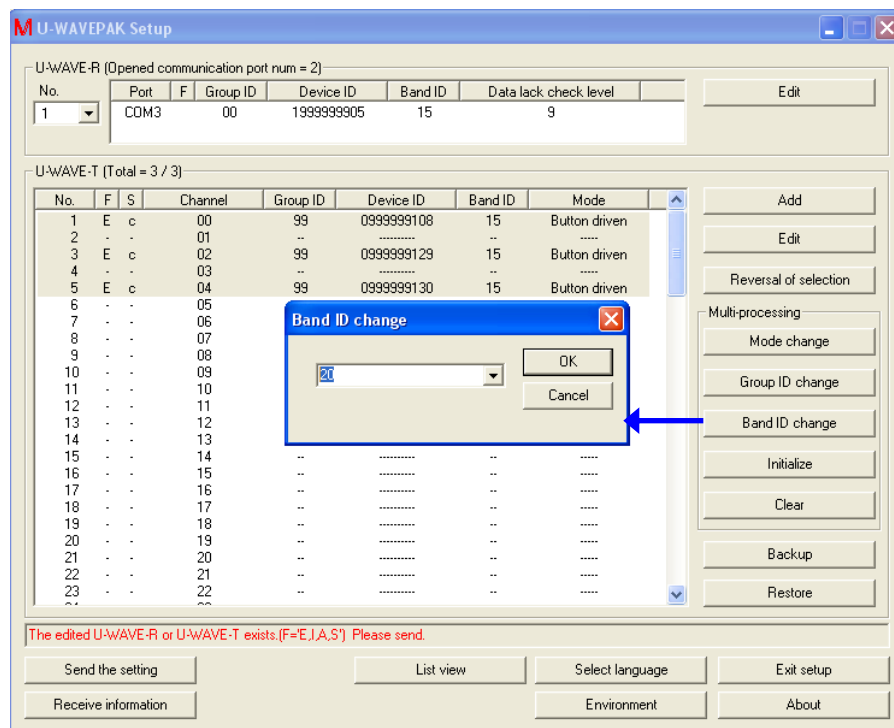 M U-WAVEPAK Setup
U-WAVE-R (Opened communication port num = 2)
No. Port F Group ID Device ID Band ID Data lack check level Edit
1 COM3 00 1999999905 15 9
U-WAVE-T (Total = 3 / 3)
No. F S Channel Group ID Device ID Band ID Mode Add
1 E c 00 99 0999999108 15 Button driven
2 - - 01 -- ---------- -- ----- Edit
3 E c 02 99 0999999129 15 Button driven
4 - - 03 -- ---------- -- ----- Reversal of selection
5 E c 04 99 0999999130 15 Button driven
6 - - 05
Multi-processing
7 - - 06 Band ID change
8 - - 07 Mode change
9 - - 08 OK
10 - - 09 20 Group ID change
11 - - 10 Cancel
12 - - 11
13 - - 12 Band ID change
14 - - 13
15 - - 14 -- ---------- -- -----
16 - - 15 -- ---------- -- ----- Initialize
17 - - 16 -- ---------- -- -----
18 - - 17 -- ---------- -- ----- Clear
19 - - 18 -- ---------- -- -----
20 - - 19 -- ---------- -- -----
21 - - 20 -- ---------- -- ----- Backup
22 - - 21 -- ---------- -- -----
23 - - 22 -- ---------- -- ----- Restore
The edited U-WAVE-R or U-WAVE-T exists.(F='E,I,A,S') Please send.
Send the setting List view Select language Exit setup
Receive information Environment About